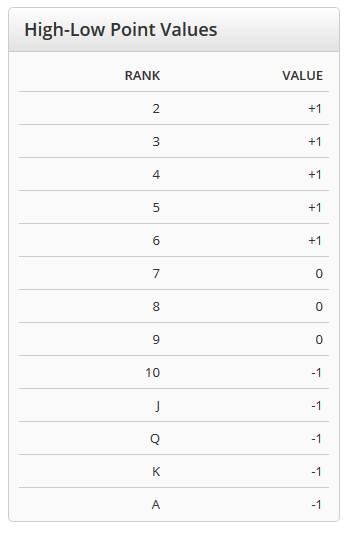 High-Low Point Values
RANK VALUE
2 +1
3 +1
4 +1
5 +1
6 +1
7 0
8 0
9 0
10 -1
J -1
Q -1
K -1
A -1